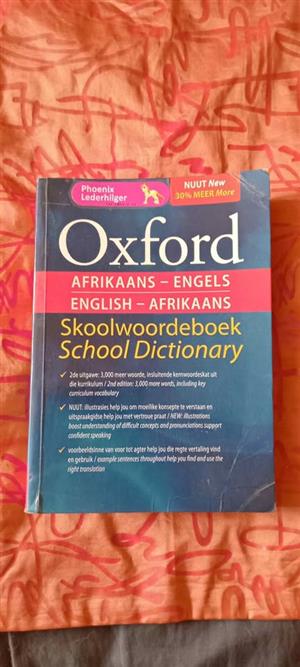 Phoenix
Lederhilger
NUUT New
30% MEER More
Oxford
AFRIKAANS – ENGELS
ENGLISH – AFRIKAANS
Skoolwoordeboek
School Dictionary
✓ 2de uitgawe: 3,000 meer woorde, insluitende kernwoordeskat uit
die kurrikulum / 2nd edition: 3,000 more words, including key
curriculum vocabulary
✓ NUUT: illustrasies help jou om moeilike konsepte te verstaan en
uitspraakgidse help jou met vertroue praat / NEW: illustrations
boost understanding of difficult concepts and pronunciations support
confident speaking
✓ voorbeeldsinne van voor tot agter help jou die regte vertaling vind
en gebruik / example sentences throughout help you find and use the
right translation